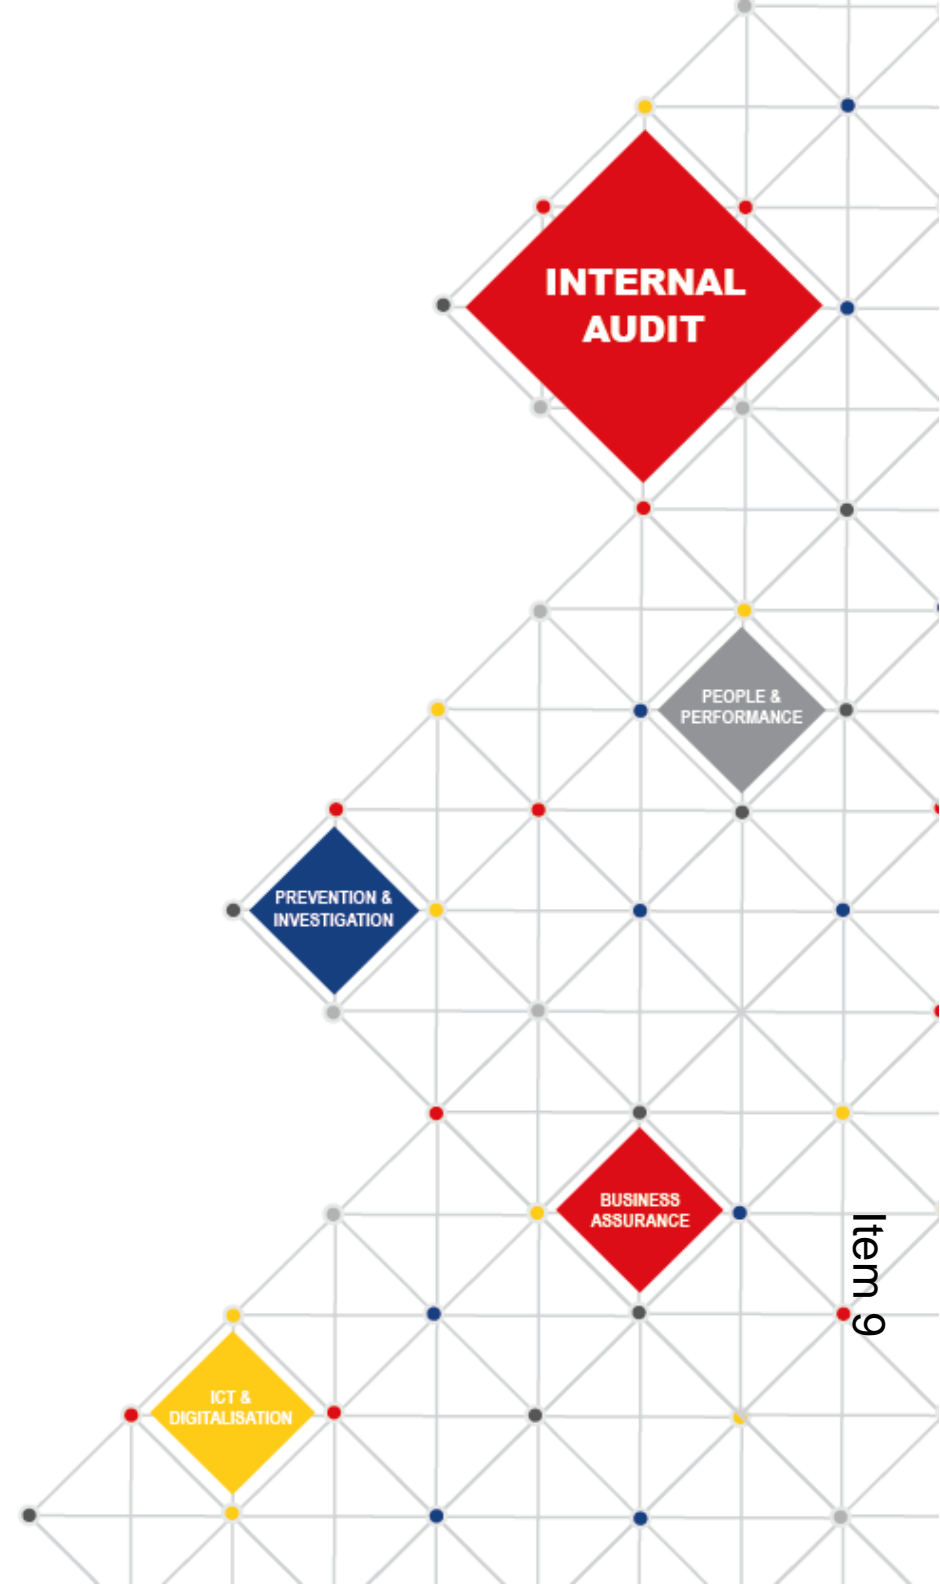 INTERNAL
AUDIT
PEOPLE &
PERFORMANCE
PREVENTION &
INVESTIGATION
BUSINESS
ASSURANCE
Item 9
ICT &
DIGITALISATION